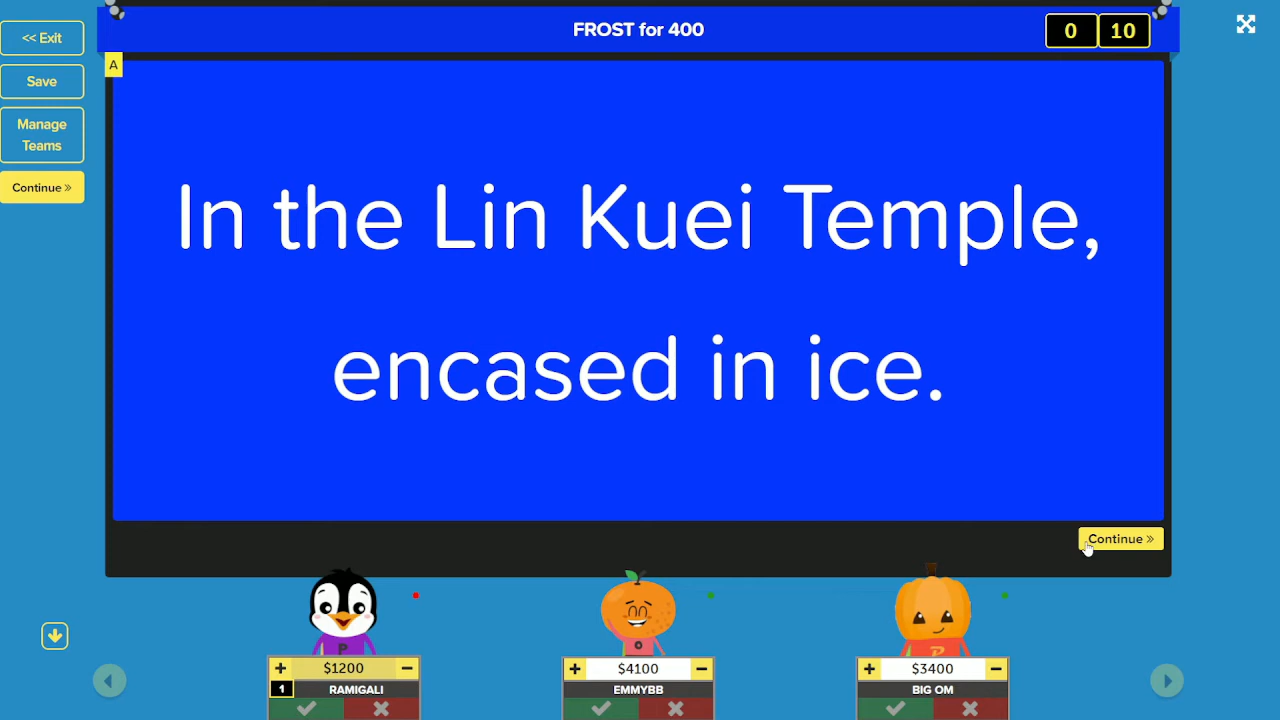 << Exit
Save
Manage
Teams
Continue »
FROST for 400
0 10
A
In the Lin Kuei Temple,
encased in ice.
Continue »
P
O
P
+ $1200 −
1 RAMIGALI
+ $4100 −
EMMYBB
+ $3400 −
BIG OM